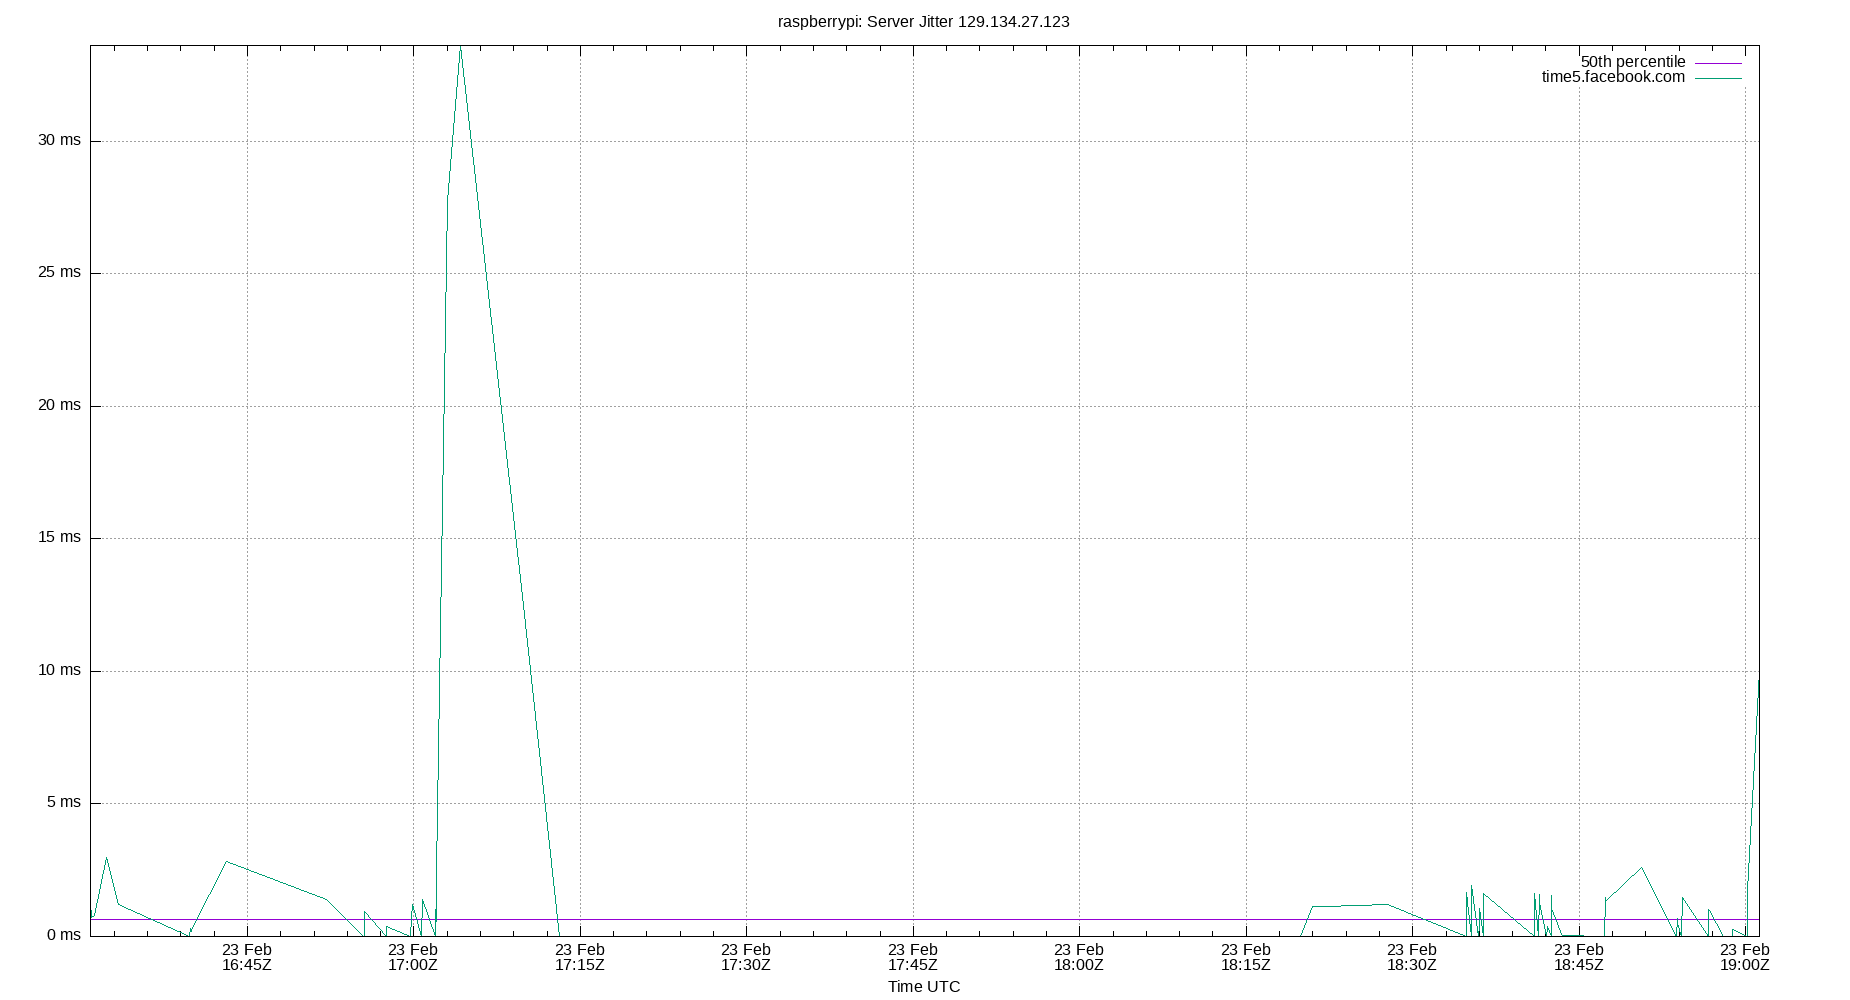 raspberrypi: Server Jitter 129.134.27.123
50th percentile
time5.facebook.com
30 ms
25 ms
20 ms
15 ms
10 ms
5 ms
0 ms
23 Feb 23 Feb 23 Feb 23 Feb 23 Feb 23 Feb 23 Feb 23 Feb 23 Feb 23 Feb
16:45Z 17:00Z 17:15Z 17:30Z 17:45Z 18:00Z 18:15Z 18:30Z 18:45Z 19:00Z
Time UTC